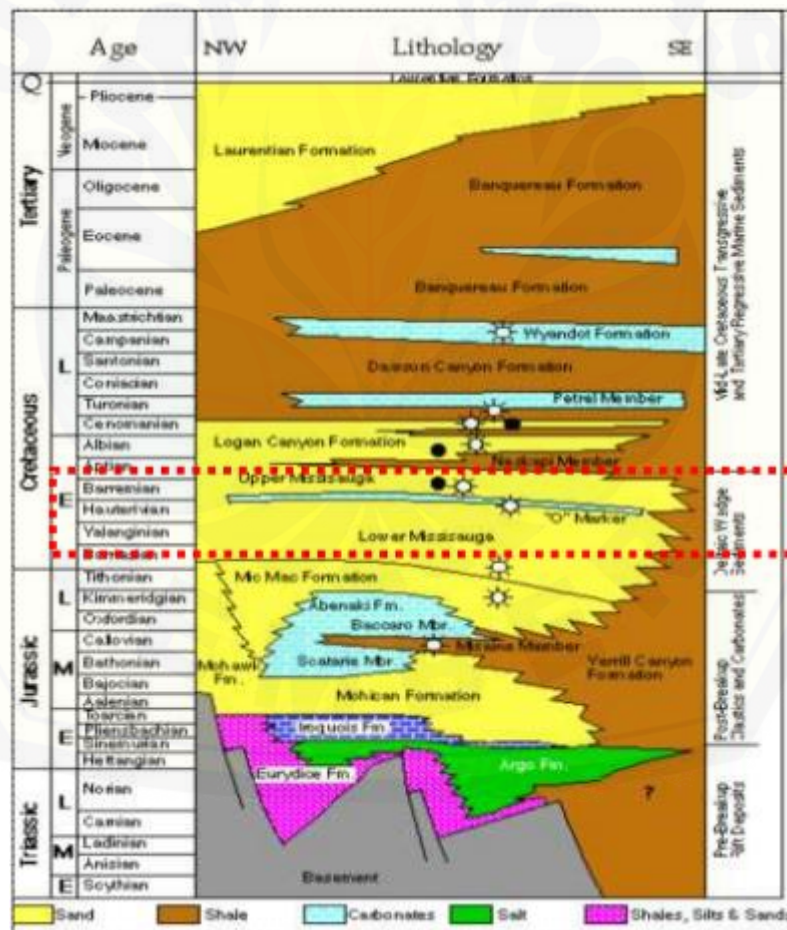 Age
NW Lithology SE
Laurentian Formation
Tertiary
Neogene
Paleogene
Pliocene
Miocene
Oligocene
Eocene
Paleocene
Laurentian Formation
Banquereau Formation
Banquereau Formation
Cretaceous
L
E
Maastrichtian
Campanian
Santonian
Coniacian
Turonian
Cenomanian
Albian
Aptian
Barremian
Hauterivian
Valanginian
Wyandot Formation
Dawson Canyon Formation
Petrel Member
Logan Canyon Formation
Naskapi Member
Upper Missisauga
"O" Marker
Lower Missisauga
Jurassic
L
M
E
Tithonian
Kimmeridgian
Oxfordian
Callovian
Bathonian
Bajocian
Aalenian
Toarcian
Pliensbachian
Sinemurian
Hettangian
Mic Mac Formation
Abenaki Fm.
Baccaro Mbr.
Misaine Member
Scatarie Mbr.
Mohawk
Fm.
Verrill Canyon
Formation
Mohican Formation
Iroquois Fm.
Eurydice Fm.
Argo Fm.
?
Triassic
L
M
E
Norian
Carnian
Ladinian
Anisian
Scythian
Basement
Mid-Late Cretaceous Transgressive
and Tertiary Regressive Marine Sediments
Deltaic Wedge
Sediments
Post-Breakup
Clastics and Carbonates
Pre-Breakup
Rift Deposits
Sand
Shale
Carbonates
Salt
Shales, Silts & Sands